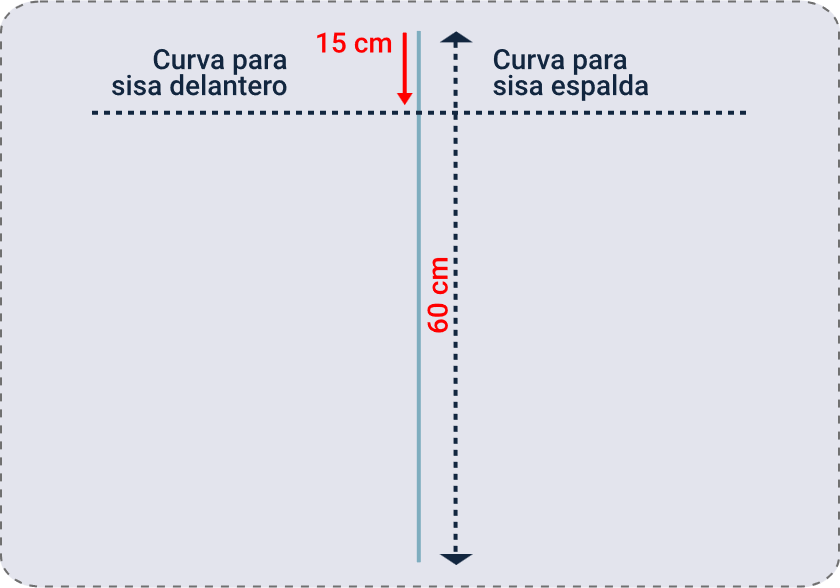 15 cm
Curva para
sisa delantero
Curva para
sisa espalda
60 cm